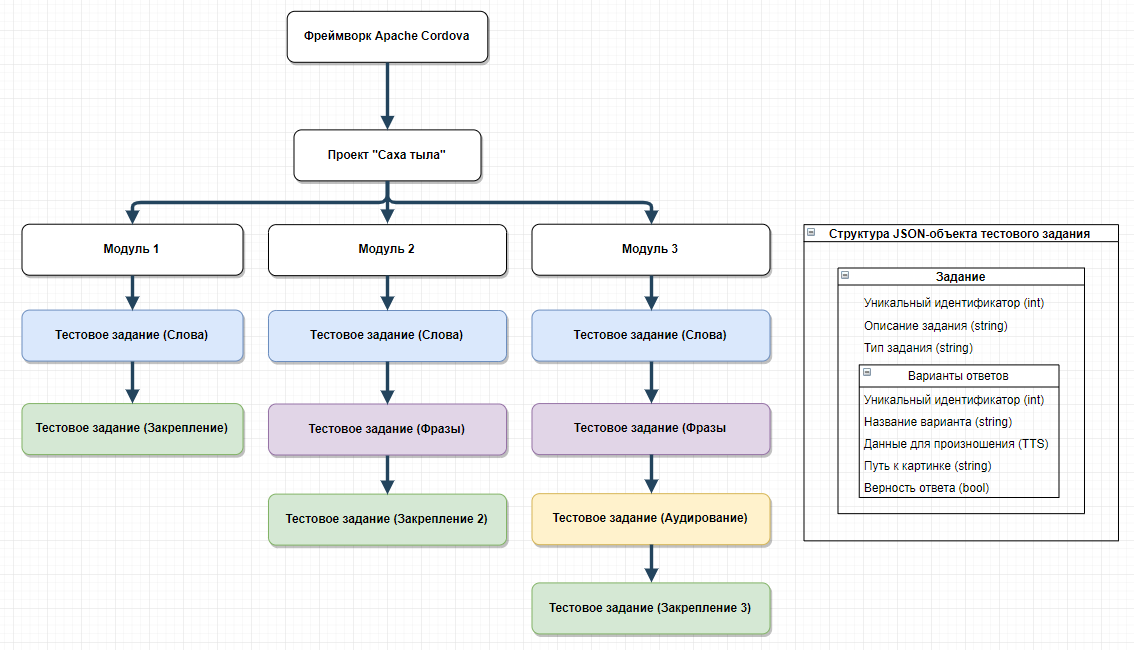 Фреймворк Apache Cordova
Проект "Саха тыла"
Модуль 1
Модуль 2
Модуль 3
Тестовое задание (Слова)
Тестовое задание (Слова)
Тестовое задание (Слова)
Тестовое задание (Закрепление)
Тестовое задание (Фразы)
Тестовое задание (Фразы
Тестовое задание (Закрепление 2)
Тестовое задание (Аудирование)
Тестовое задание (Закрепление 3)
Структура JSON-объекта тестового задания
Задание
Уникальный идентификатор (int)
Описание задания (string)
Тип задания (string)
Варианты ответов
Уникальный идентификатор (int)
Название варианта (string)
Данные для произношения (TTS)
Путь к картинке (string)
Верность ответа (bool)